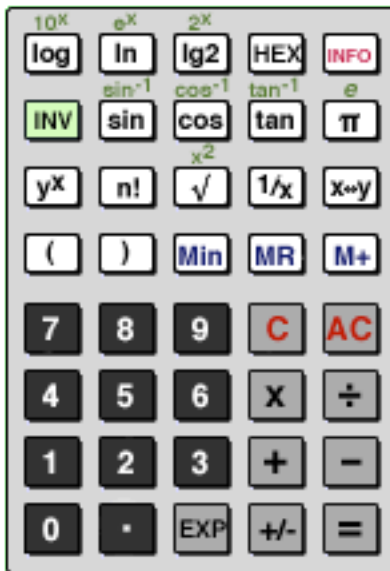 10ˣ eˣ 2ˣ
log ln lg2 HEX INFO
sin⁻¹ cos⁻¹ tan⁻¹ e
INV sin cos tan π
x²
yˣ n! √ 1/x x↔y
( ) Min MR M+
7 8 9 C AC
4 5 6 x ÷
1 2 3 + −
0 . EXP +/- =